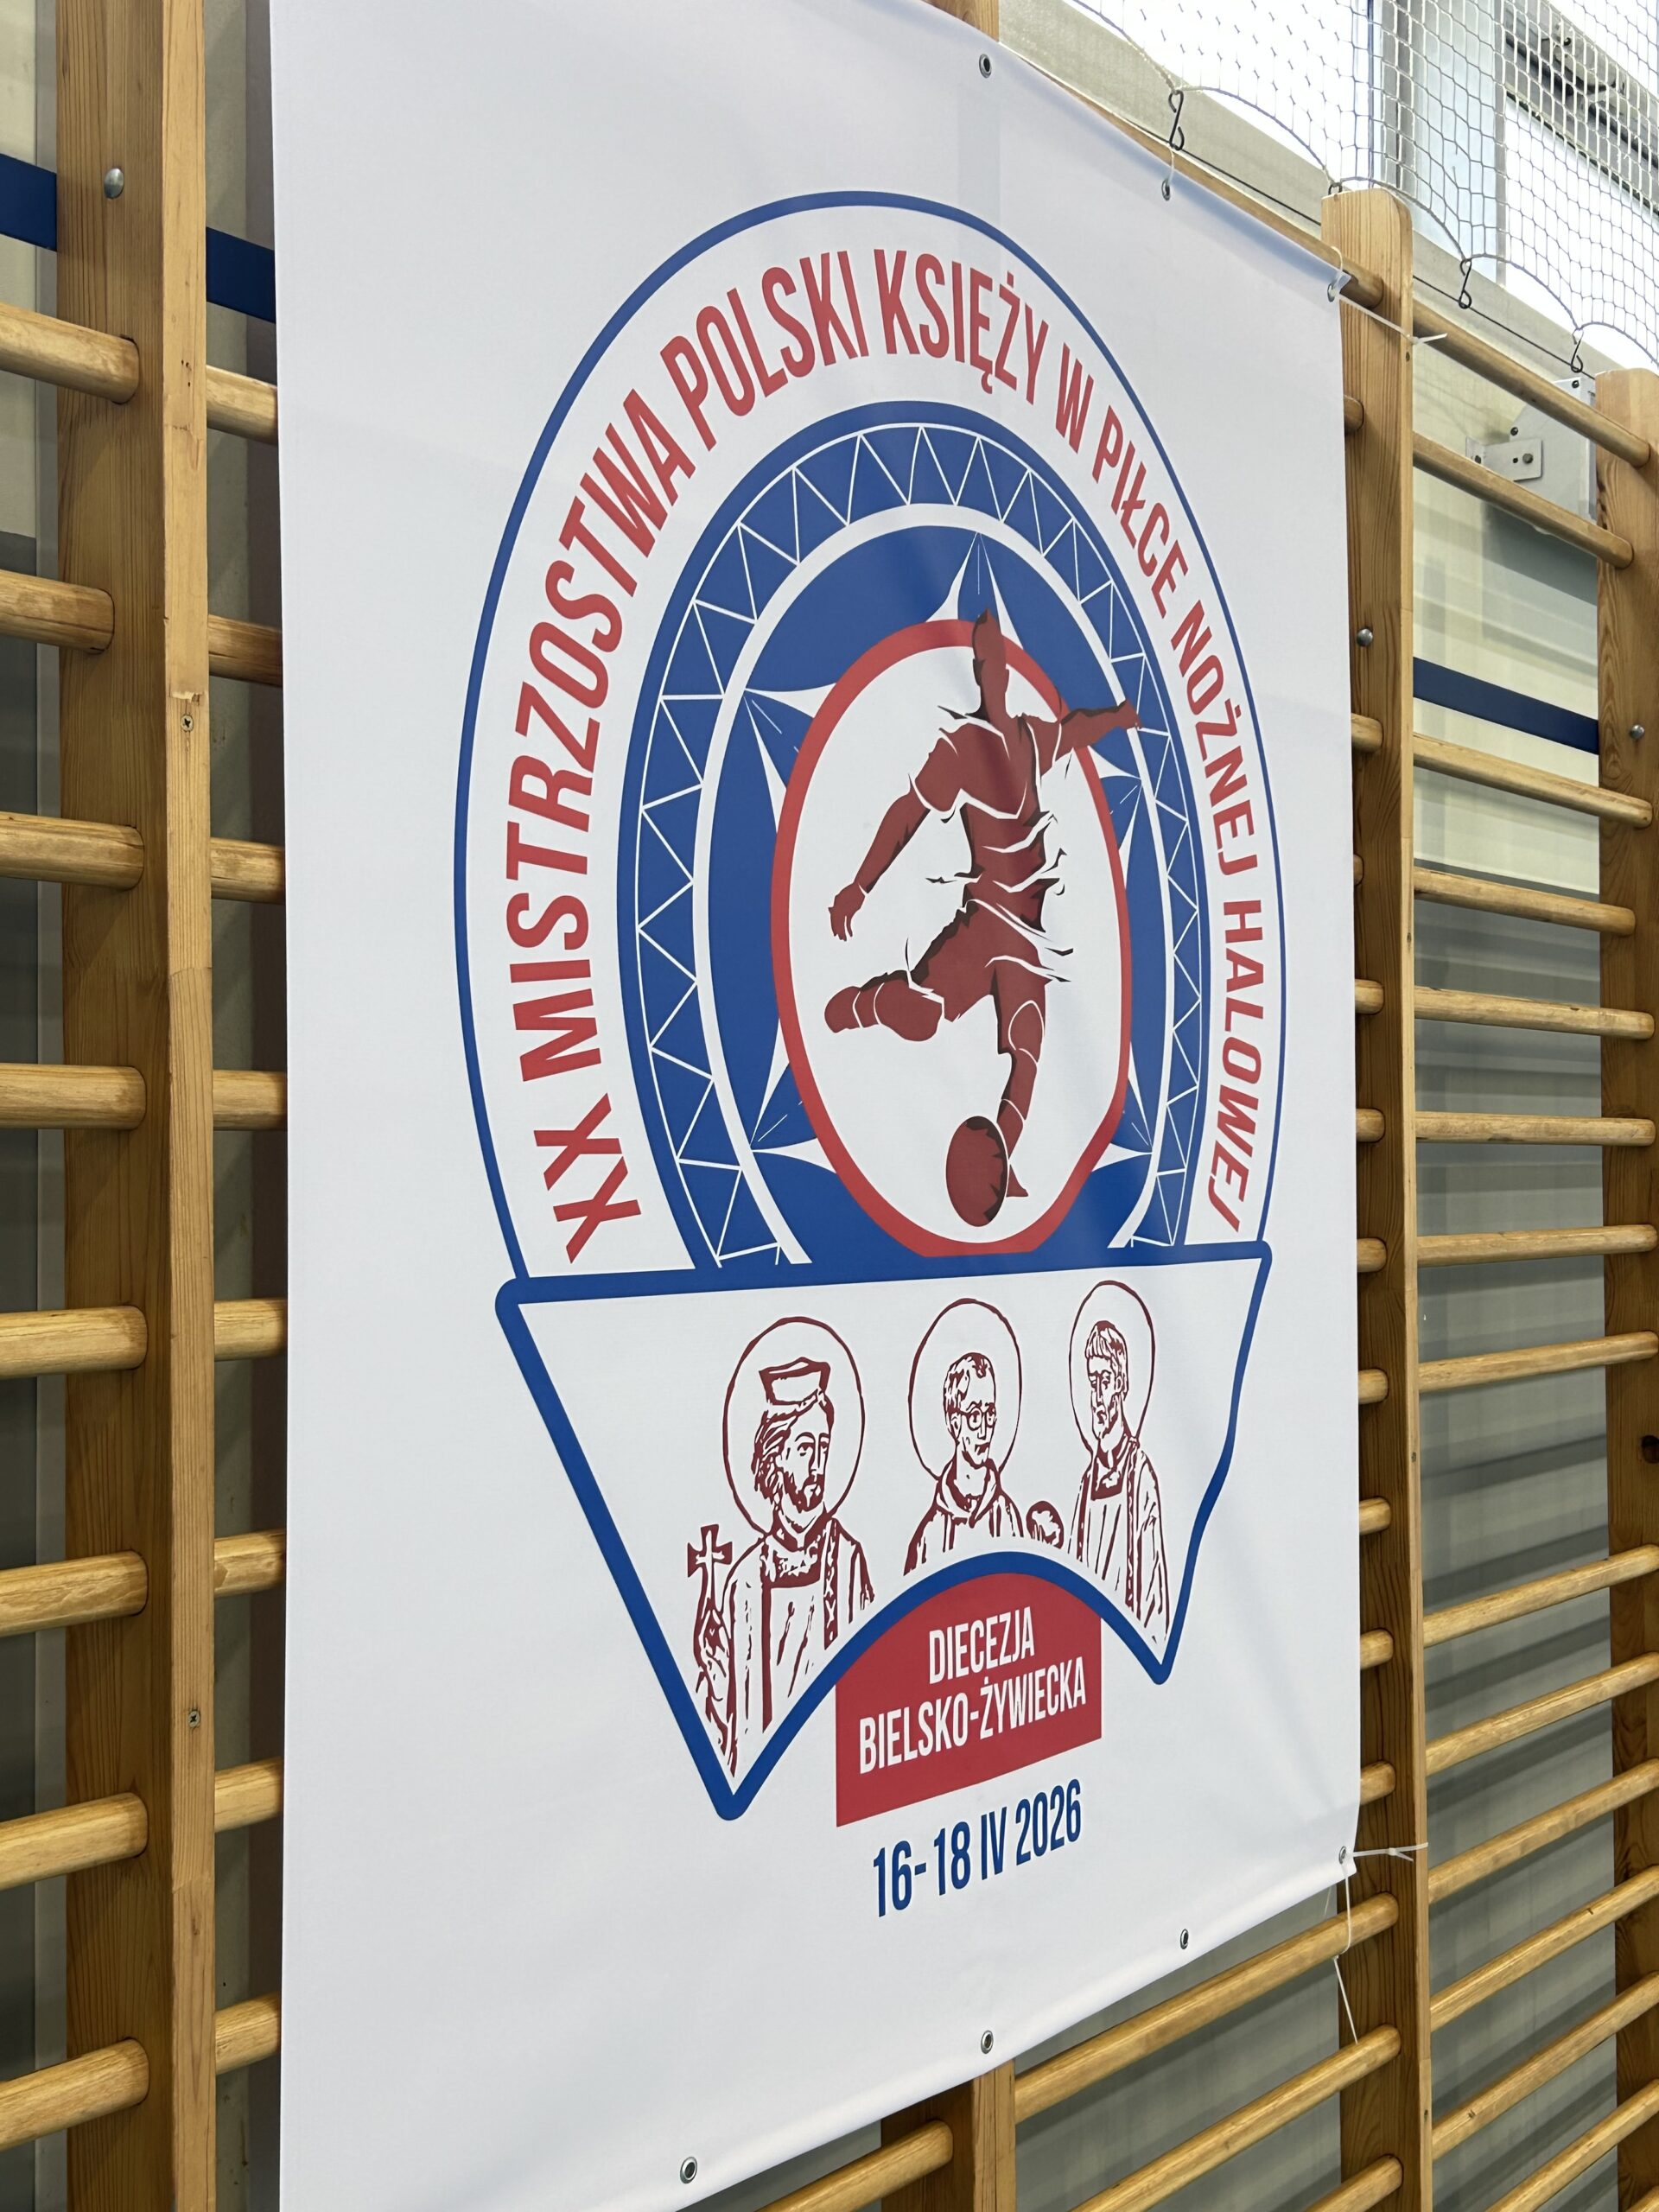 XX MISTRZOSTWA POLSKI KSIĘŻY W PIŁCE NOŻNEJ HALOWEJ
DIECEZJA
BIELSKO-ŻYWIECKA
16-18 IV 2026